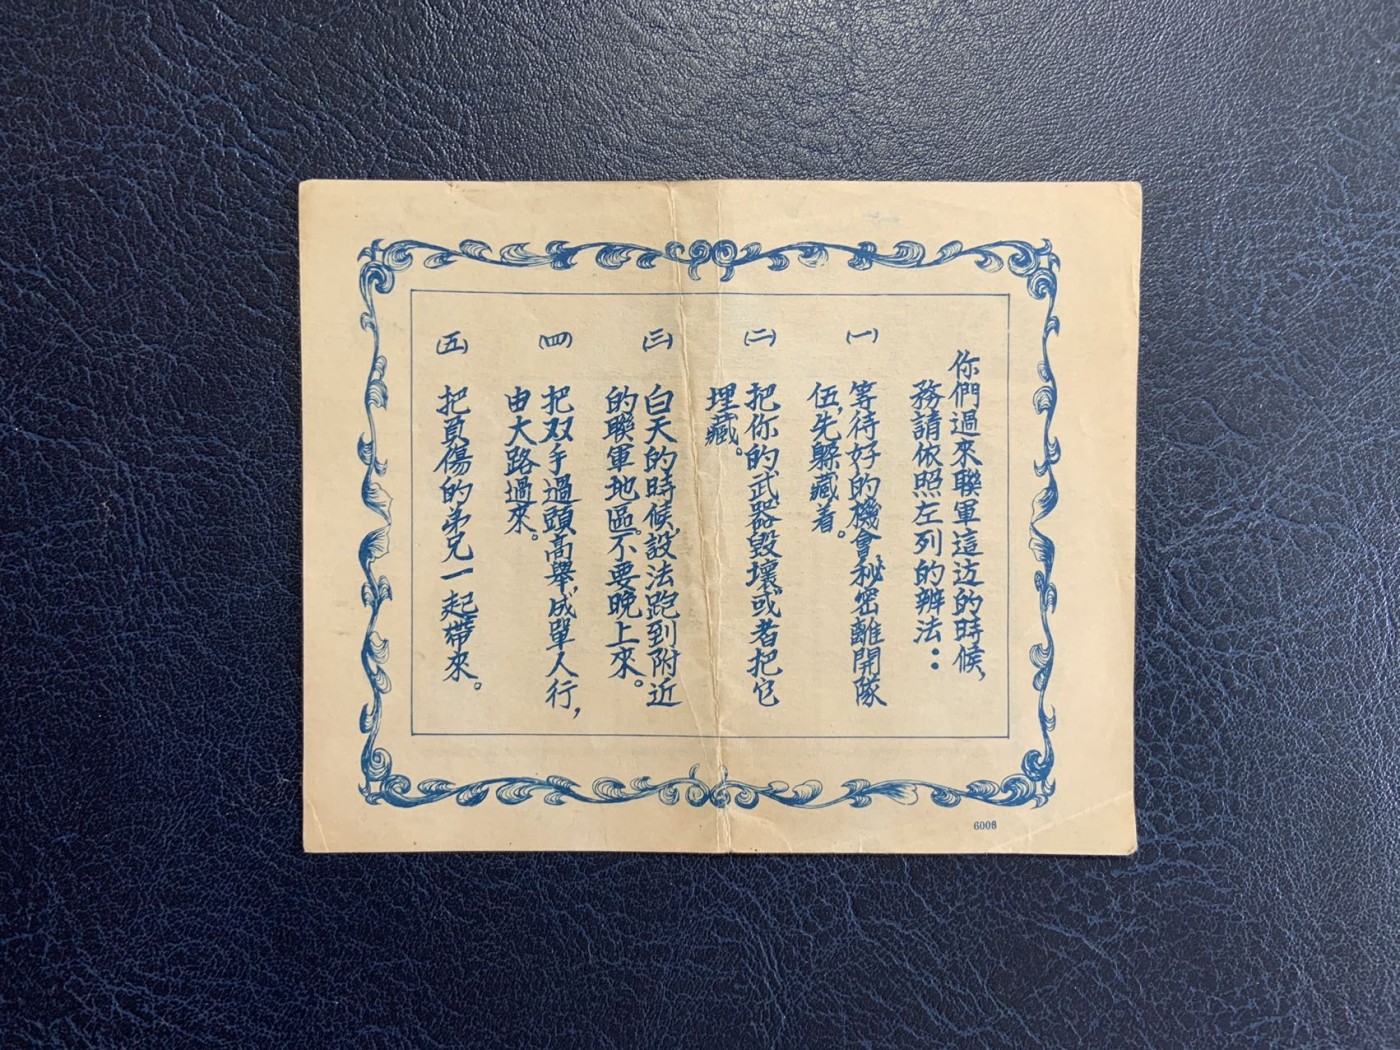 你們過來聯軍這边的時候,
務請依照左列的辦法:
(一)
等待好的機會,秘密離開隊
伍,先躲藏着。
(二)
把你的武器毀壞,或者把它
埋藏。
(三)
白天的時候,設法跑到附近
的聯軍地區。不要晚上來。
(四)
把双手過頭高舉,成單人行,
由大路過來。
(五)
把負傷的弟兄一起帶來。
6008